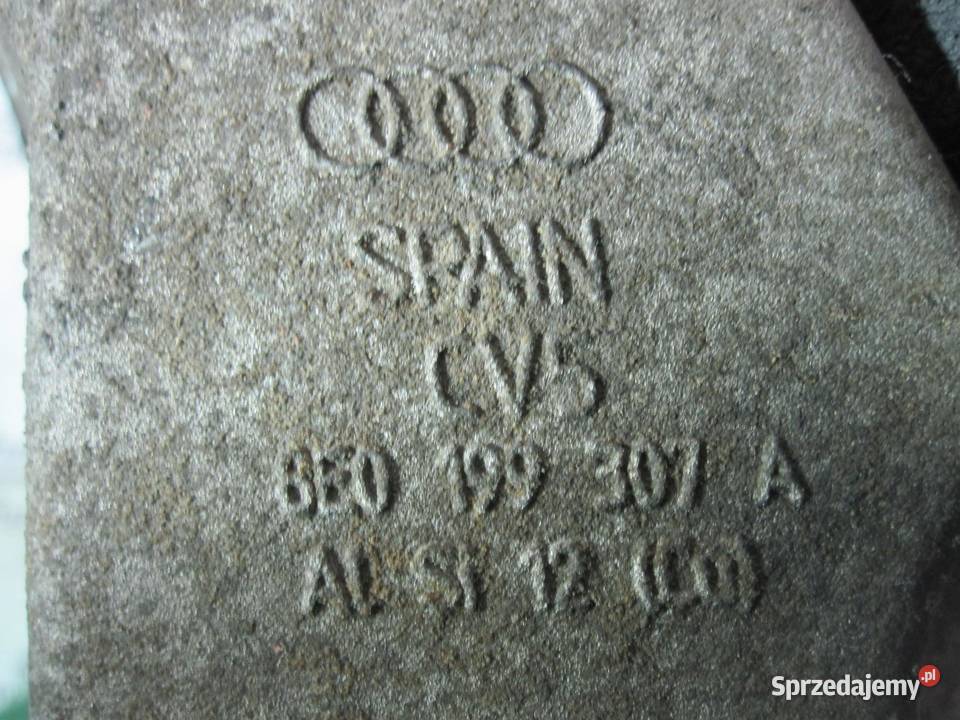 SPAIN
CV5
8E0 199 307 A
Al Si 12 (Cu)
Sprzedajemy.pl